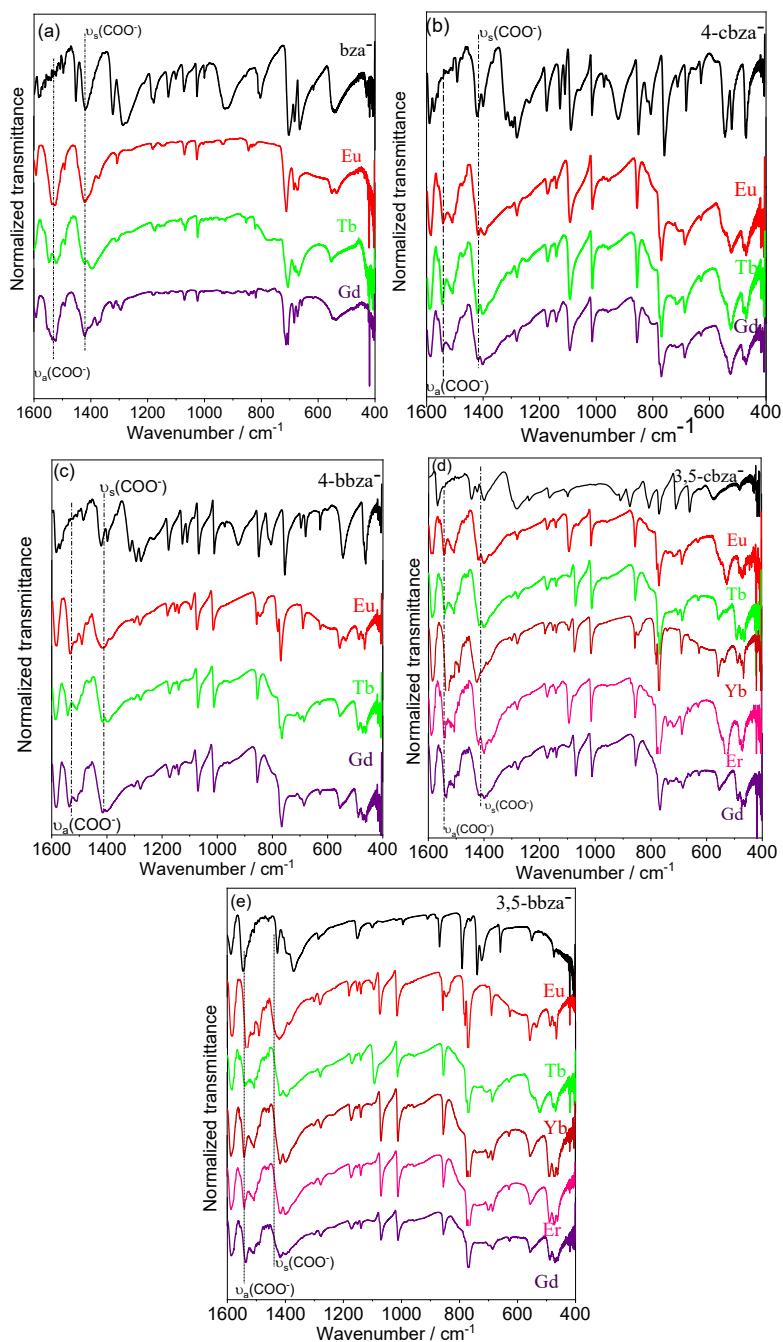 (a)
υs(COO-)
bza−
Eu
Tb
Gd
υa(COO-)
Normalized transmittance
1600 1400 1200 1000 800 600 400
Wavenumber / cm-1
(b)
υs(COO-)
4-cbza−
Eu
Tb
Gd
υa(COO-)
Normalized transmittance
1600 1400 1200 1000 800 600 400
Wavenumber / cm-1
(c)
υs(COO-)
4-bbza−
Eu
Tb
Gd
υa(COO-)
Normalized transmittance
1600 1400 1200 1000 800 600 400
Wavenumber / cm-1
(d)
3,5-cbza−
Eu
Tb
Yb
Er
υs(COO-)
Gd
υa(COO-)
Normalized transmittance
1600 1400 1200 1000 800 600 400
Wavenumber / cm-1
(e)
3,5-bbza−
Eu
Tb
Yb
Er
υs(COO-)
Gd
υa(COO-)
Normalized transmittance
1600 1400 1200 1000 800 600 400
Wavenumber / cm-1